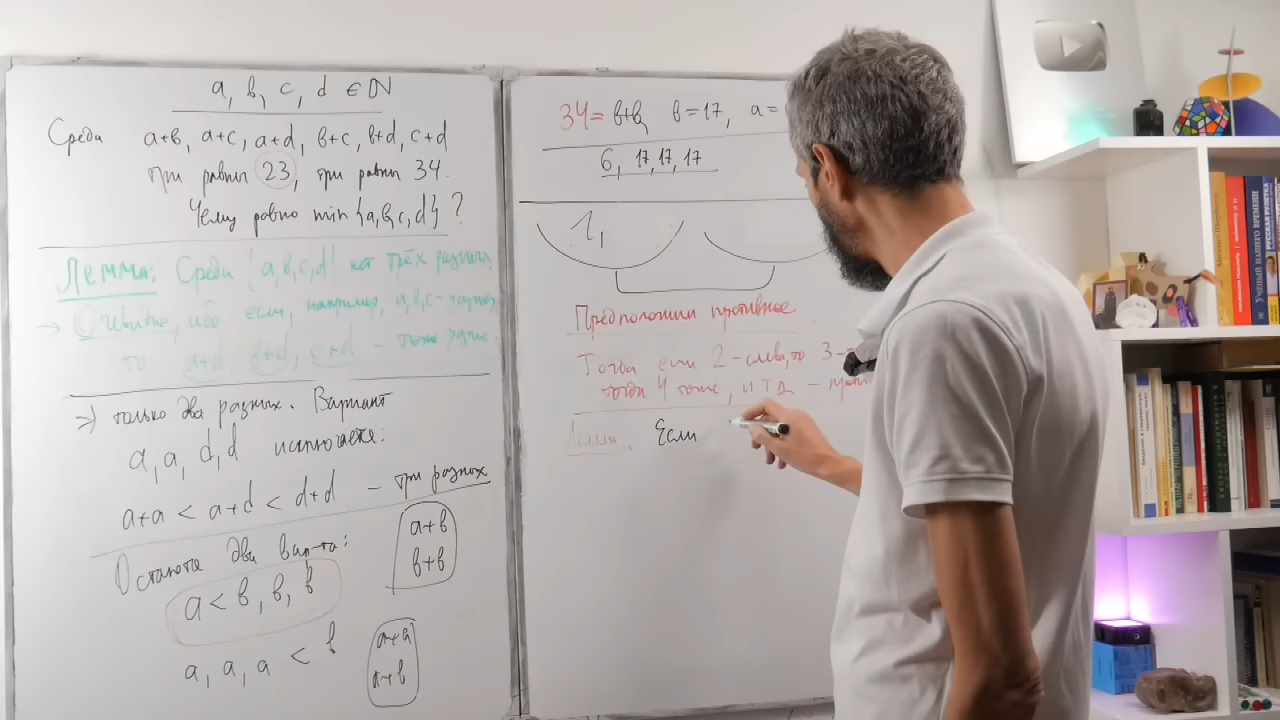 a, b, c, d ∈ ℕ
Среди a+b, a+c, a+d, b+c, b+d, c+d
три равны 23, три равны 34.
Чему равно min{a,b,c,d}?
Лемма: Среди {a,b,c,d} нет трёх разных.
→ Очевидно, ибо если, например, a,b,c-разные,
то a+d b+d, c+d - тоже разные.
⇒ только два разных. Вариант
a, a, d, d исключаете:
a+a < a+d < d+d - три разных
Остаются два вар-та:
a+b
b+b
a < b, b, b
a, a, a < b
a+a
a+b
34 = b+b, b = 17, a =
6, 17, 17, 17
1,
Предположим противное
Тогда если 2 - слева, то 3 -
тогда 4 тоже, и т.д. -
Лемма. Если